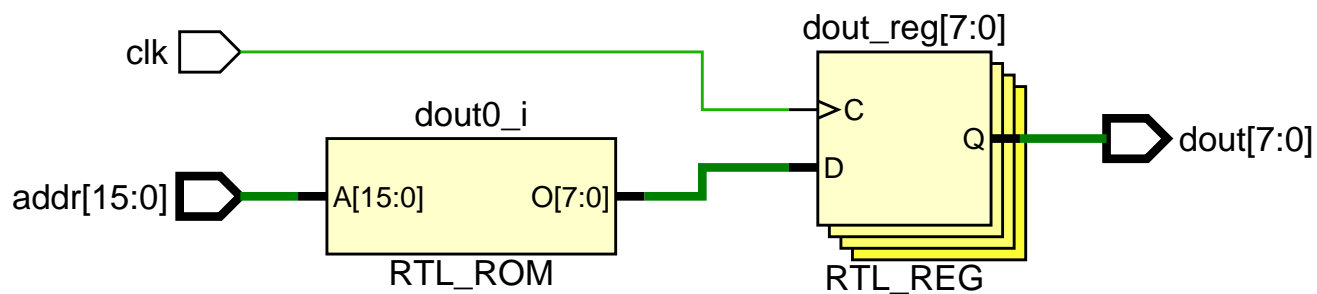 dout_reg[7:0]
clk
C
dout0_i
Q
dout[7:0]
D
addr[15:0]
A[15:0]
O[7:0]
RTL_ROM
RTL_REG